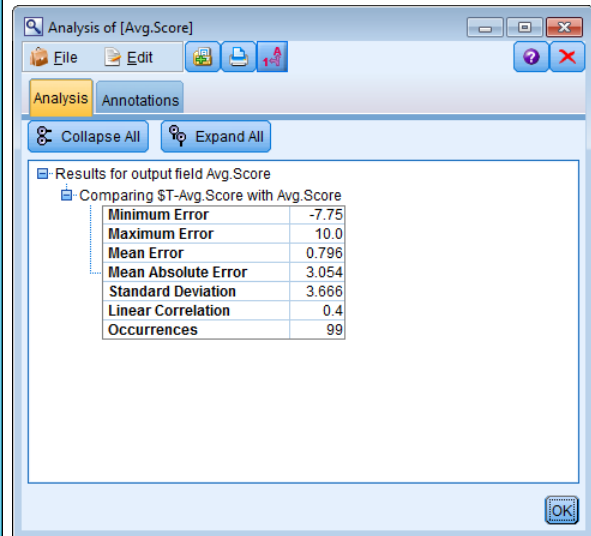 Analysis of [Avg.Score]
File Edit
Analysis Annotations
Collapse All Expand All
Results for output field Avg.Score
Comparing $T-Avg.Score with Avg.Score
Minimum Error -7.75
Maximum Error 10.0
Mean Error 0.796
Mean Absolute Error 3.054
Standard Deviation 3.666
Linear Correlation 0.4
Occurrences 99
OK